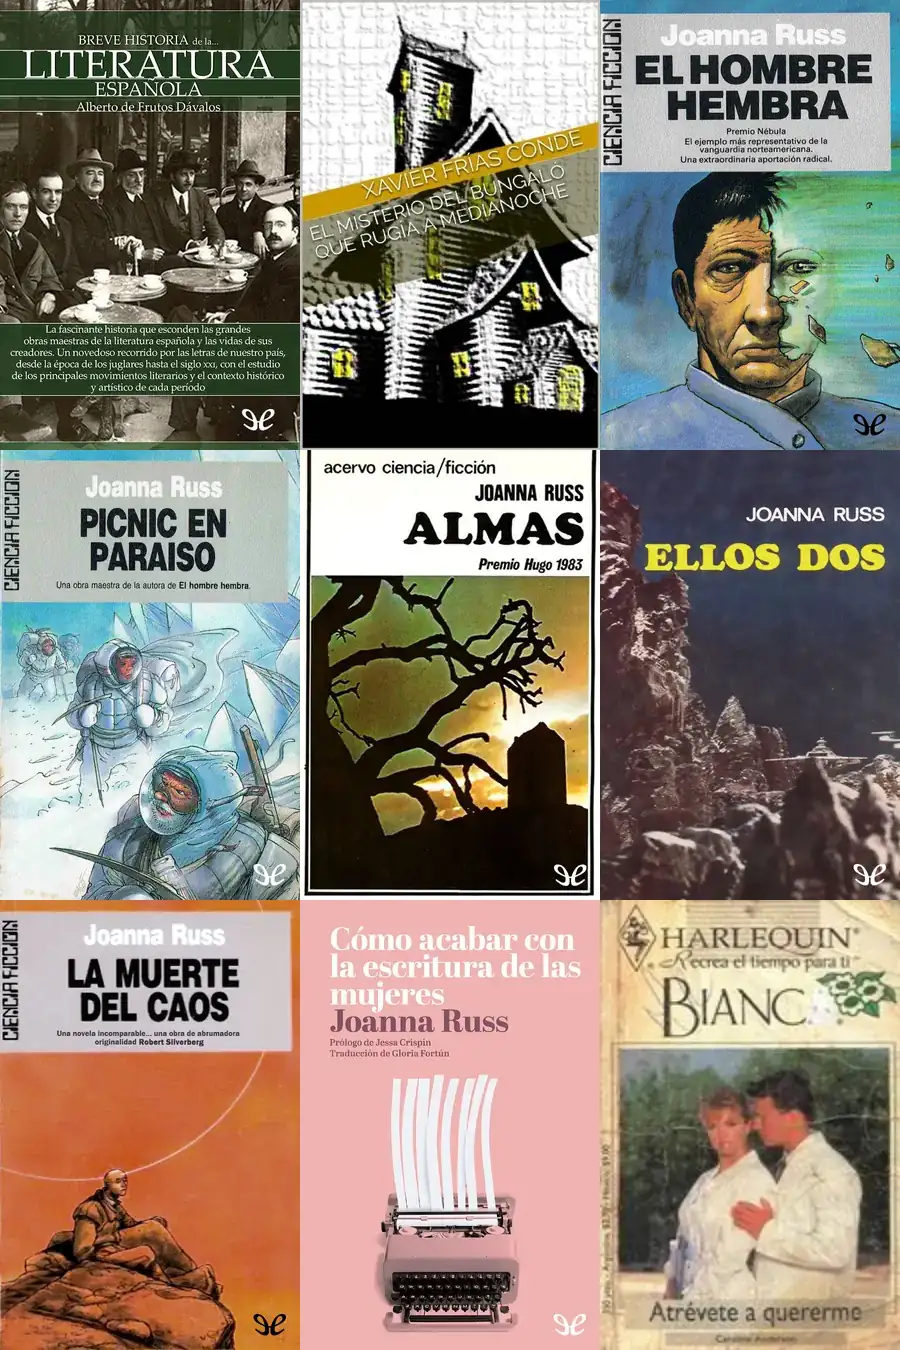 BREVE HISTORIA de la...
LITERATURA
ESPAÑOLA
Alberto de Frutos Dávalos
La fascinante historia que esconden las grandes
obras maestras de la literatura española y las vidas de sus
creadores. Un novedoso recorrido por las letras de nuestro país,
desde la época de los juglares hasta el siglo XXI, con el estudio
de los principales movimientos literarios y el contexto histórico
y artístico de cada período
XAVIER FRÍAS CONDE
EL MISTERIO DEL BUNGALÓ
QUE RUGÍA A MEDIANOCHE
CIENCIA FICCION
Joanna Russ
EL HOMBRE
HEMBRA
Premio Nébula
El ejemplo más representativo de la
vanguardia norteamericana.
Una extraordinaria aportación radical.
CIENCIA FICCION
Joanna Russ
PICNIC EN
PARAISO
Una obra maestra de la autora de El hombre hembra.
acervo ciencia/ficción
JOANNA RUSS
ALMAS
Premio Hugo 1983
JOANNA RUSS
ELLOS DOS
CIENCIA FICCION
Joanna Russ
LA MUERTE
DEL CAOS
Una novela incomparable... una obra de abrumadora
originalidad Robert Silverberg
Cómo acabar con
la escritura de las
mujeres
Joanna Russ
Prólogo de Jessa Crispin
Traducción de Gloria Fortún
HARLEQUIN®
Recrea el tiempo para ti
BIANCA
Atrévete a quererme